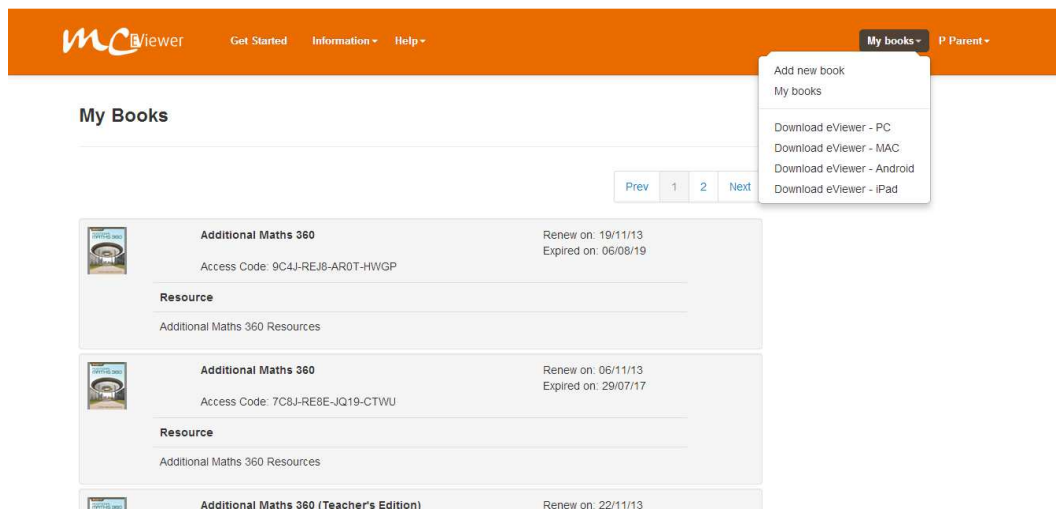 MCEViewer
Get Started Information Help
My books P Parent
Add new book
My books
Download eViewer - PC
Download eViewer - MAC
Download eViewer - Android
Download eViewer - iPad
My Books
Prev 1 2 Next
Additional Maths 360 Renew on: 19/11/13
Expired on: 06/08/19
Access Code: 9C4J-REJ8-AR0T-HWGP
Resource
Additional Maths 360 Resources
Additional Maths 360 Renew on: 06/11/13
Expired on: 29/07/17
Access Code: 7C8J-RE8E-JQ19-CTWU
Resource
Additional Maths 360 Resources
Additional Maths 360 (Teacher's Edition) Renew on: 22/11/13